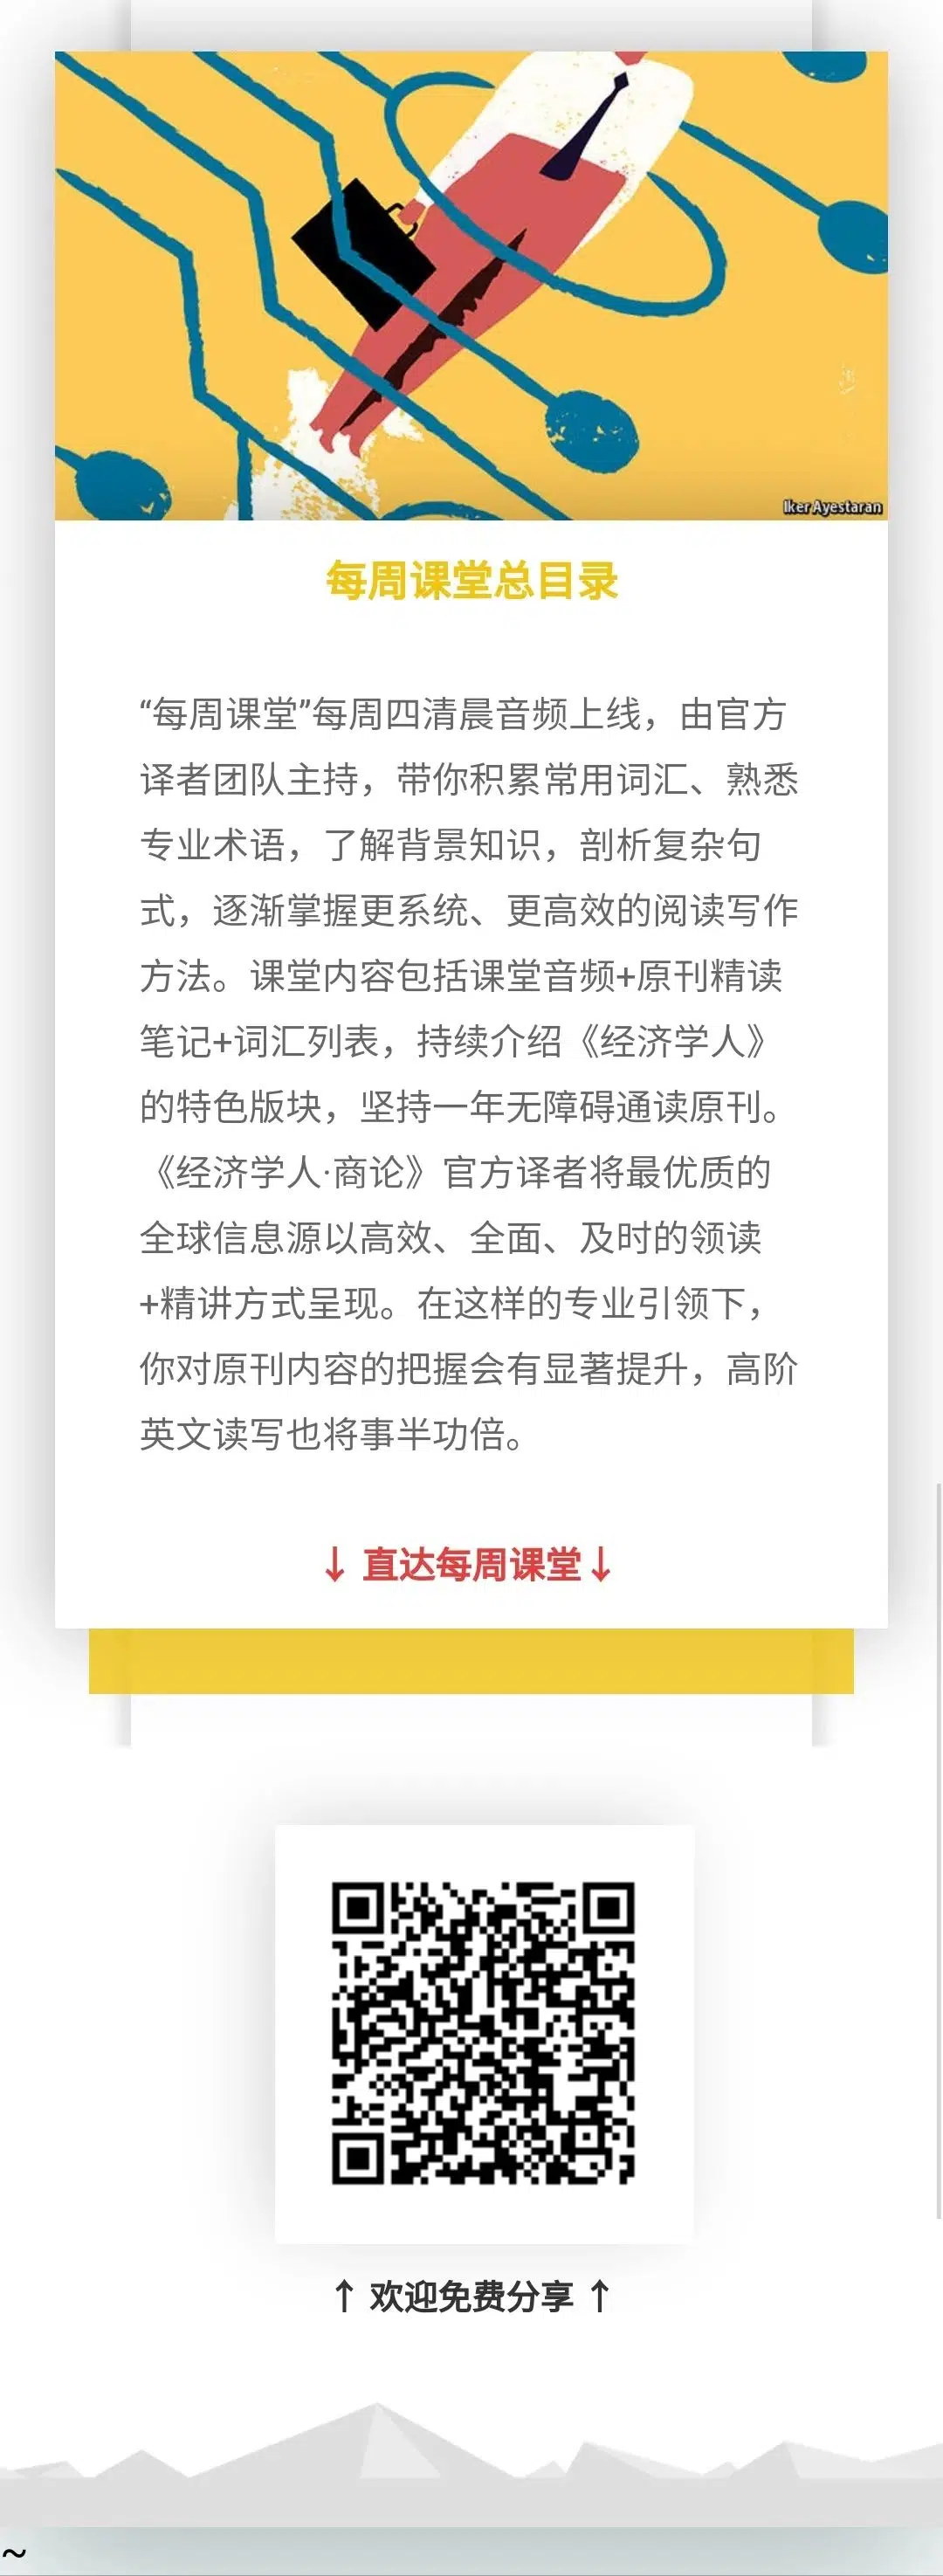 Iker Ayestaran
每周课堂总目录
“每周课堂”每周四清晨音频上线，由官方
译者团队主持，带你积累常用词汇、熟悉
专业术语，了解背景知识，剖析复杂句
式，逐渐掌握更系统、更高效的阅读写作
方法。课堂内容包括课堂音频+原刊精读
笔记+词汇列表，持续介绍《经济学人》
的特色版块，坚持一年无障碍通读原刊。
《经济学人·商论》官方译者将最优质的
全球信息源以高效、全面、及时的领读
+精讲方式呈现。在这样的专业引领下，
你对原刊内容的把握会有显著提升，高阶
英文读写也将事半功倍。
↓ 直达每周课堂↓
↑ 欢迎免费分享 ↑
~